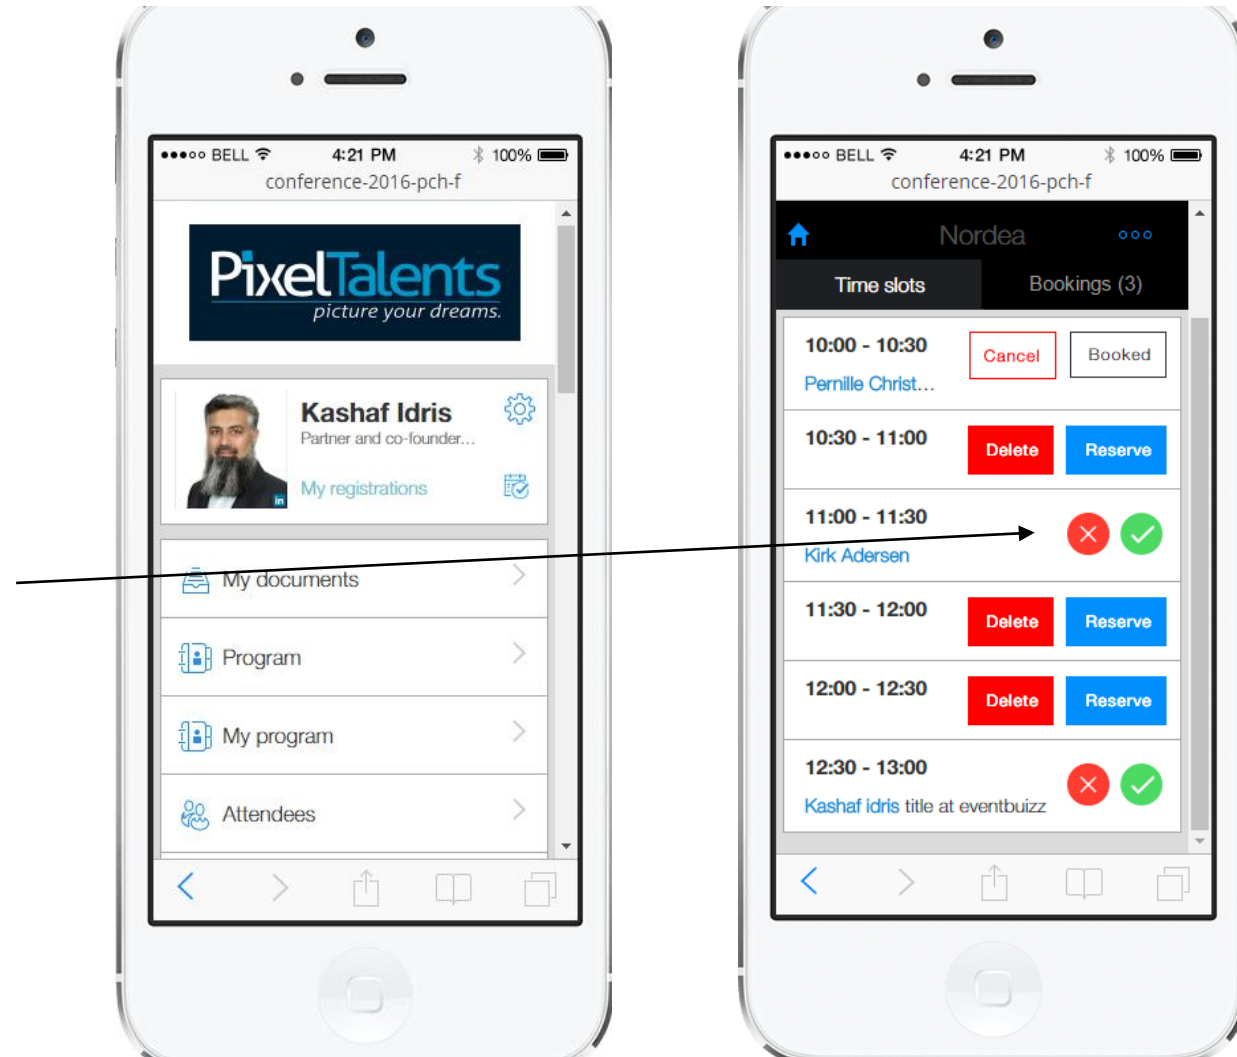 BELL 4:21 PM 100%
conference-2016-pch-f
PixelTalents
picture your dreams.
Kashaf Idris
Partner and co-founder...
My registrations
in
My documents
Program
My program
Attendees
BELL 4:21 PM 100%
conference-2016-pch-f
Nordea
Time slots Bookings (3)
10:00 - 10:30 Cancel Booked
Pernille Christ...
10:30 - 11:00 Delete Reserve
11:00 - 11:30
Kirk Adersen
11:30 - 12:00 Delete Reserve
12:00 - 12:30 Delete Reserve
12:30 - 13:00
Kashaf idris title at eventbuizz